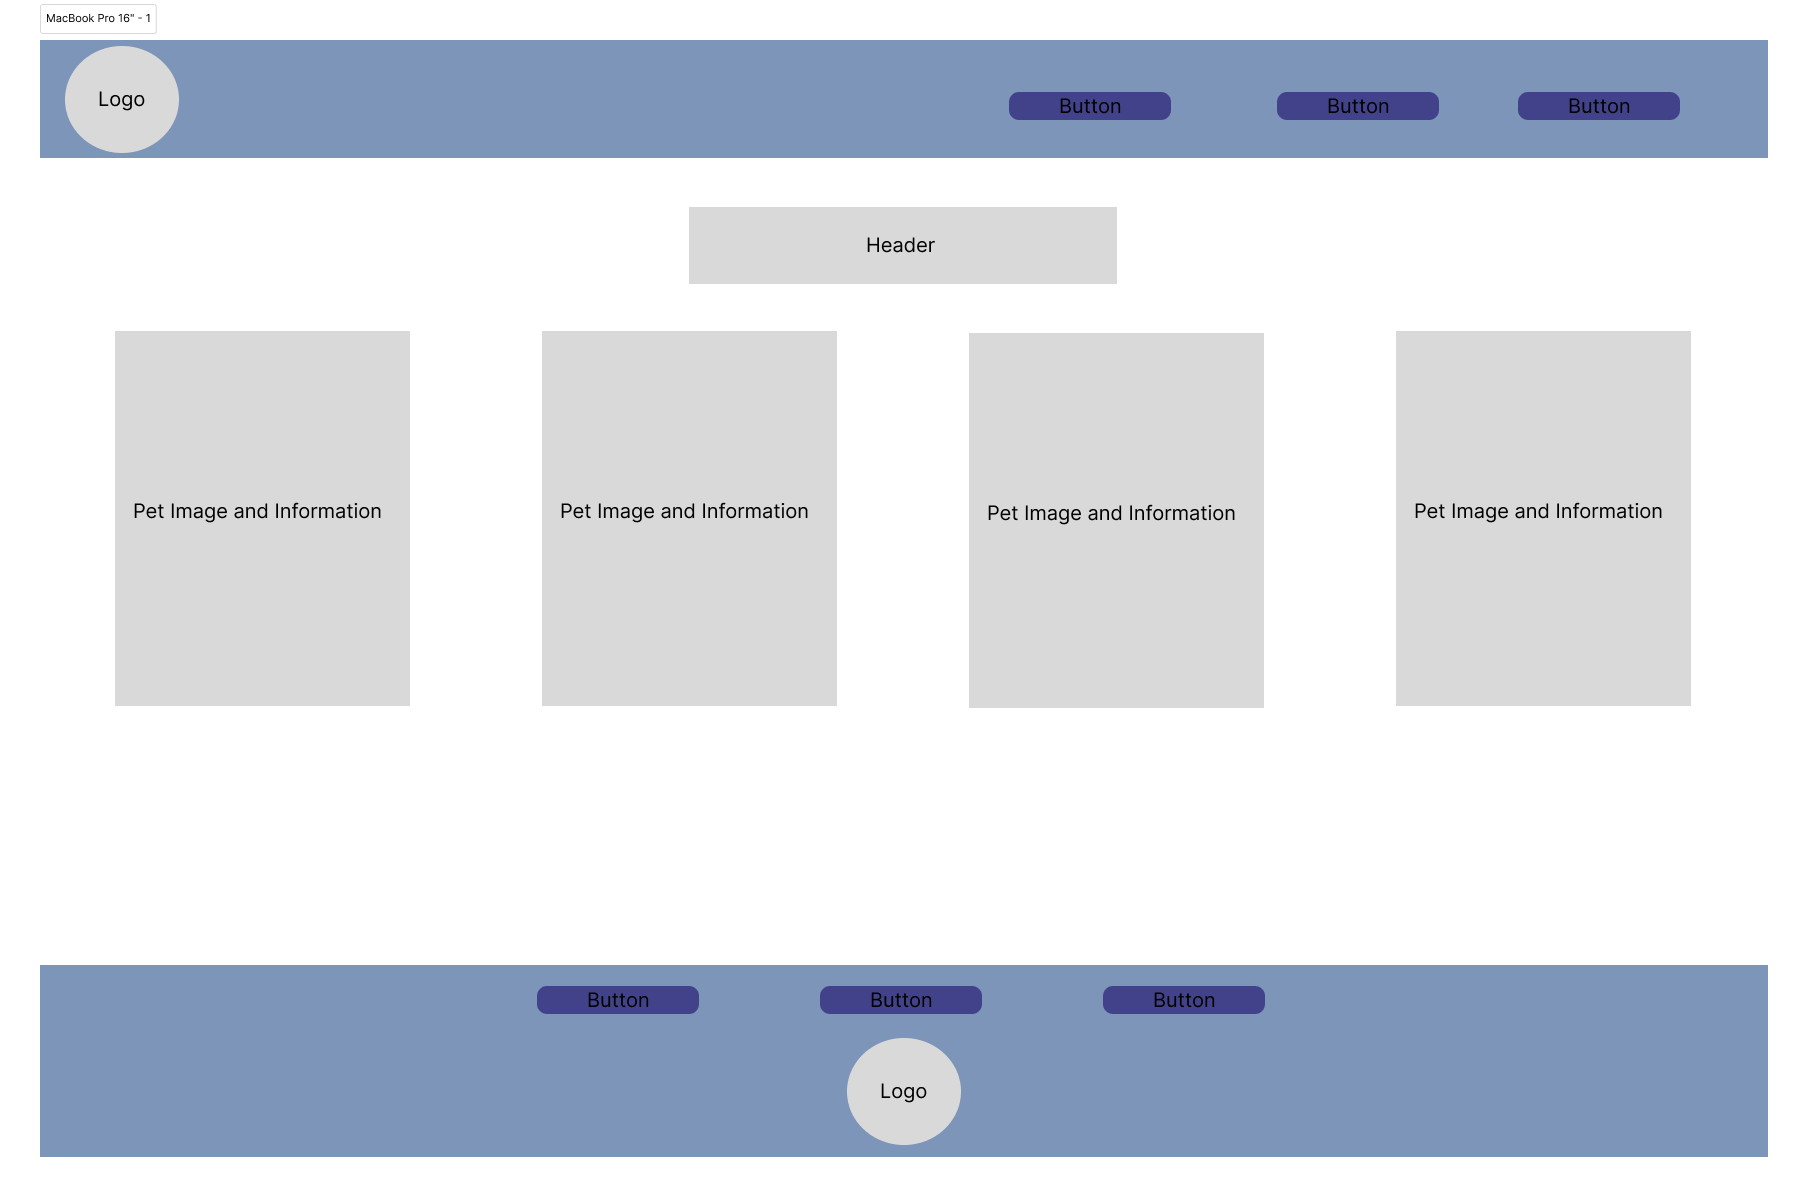 MacBook Pro 16" - 1
Logo
Button
Button
Button
Header
Pet Image and Information
Pet Image and Information
Pet Image and Information
Pet Image and Information
Button
Button
Button
Logo